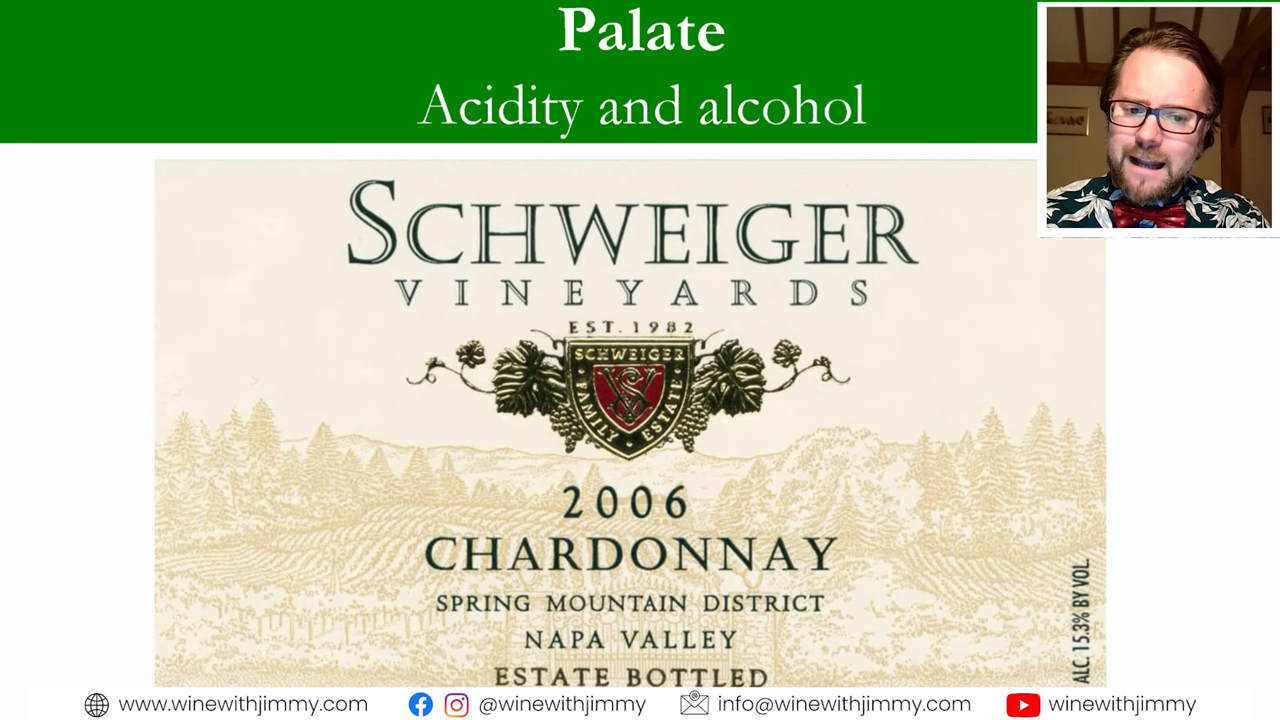 Palate
Acidity and alcohol
SCHWEIGER
VINEYARDS
EST. 1982
SCHWEIGER
FAMILY ESTATE
2006
CHARDONNAY
SPRING MOUNTAIN DISTRICT
NAPA VALLEY
ESTATE BOTTLED
ALC. 15.3% BY VOL.
www.winewithjimmy.com @winewithjimmy info@winewithjimmy.com winewithjimmy